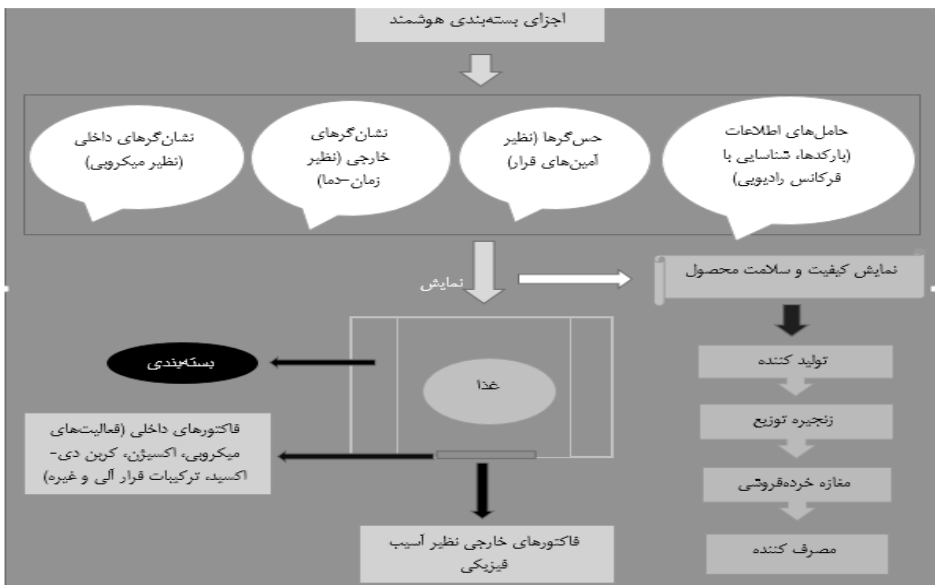 اجزای بسته‌بندی هوشمند
حامل‌های اطلاعات
(بارکدها، شناسایی با
فرکانس رادیویی)
حس‌گرها (نظیر
آمین‌های فرار)
نشان‌گرهای
خارجی (نظیر
زمان-دما)
نشان‌گرهای داخلی
(نظیر میکروبی)
نمایش
نمایش کیفیت و سلامت محصول
تولید کننده
زنجیره توزیع
مغازه خرده‌فروشی
مصرف کننده
غذا
بسته‌بندی
فاکتورهای داخلی (فعالیت‌های
میکروبی، اکسیژن، کربن دی-
اکسید، ترکیبات فرار آلی و غیره)
فاکتورهای خارجی نظیر آسیب
فیزیکی